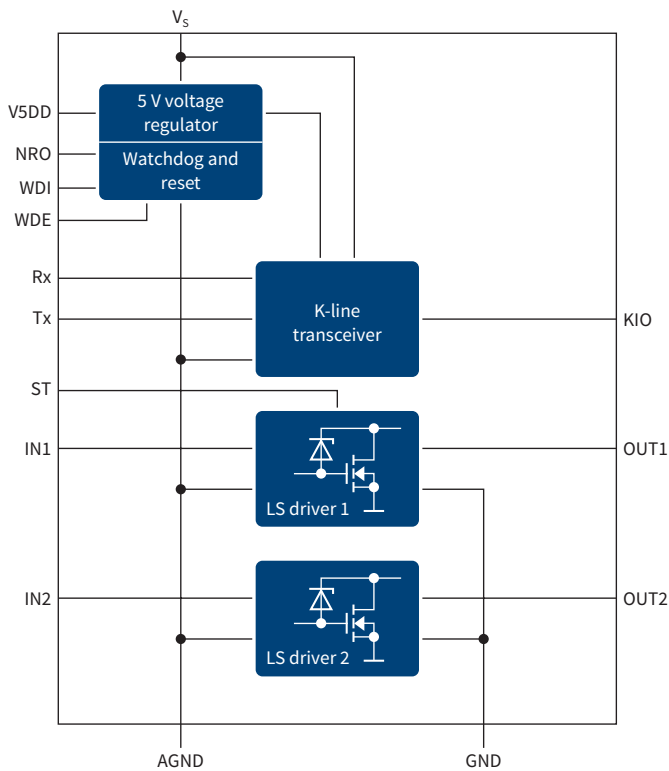 Vs
5 V voltage
regulator
V5DD
Watchdog and
reset
NRO
WDI
WDE
Rx
K-line
transceiver
Tx
KIO
ST
IN1
OUT1
LS driver 1
IN2
OUT2
LS driver 2
AGND
GND